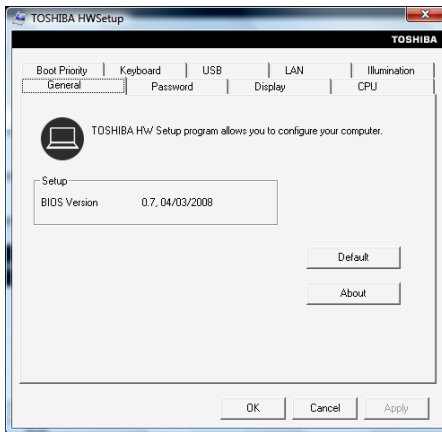 TOSHIBA HWSetup
TOSHIBA
Boot Priority Keyboard USB LAN Illumination
General Password Display CPU
TOSHIBA HW Setup program allows you to configure your computer.
Setup
BIOS Version 0.7, 04/03/2008
Default
About
OK Cancel Apply